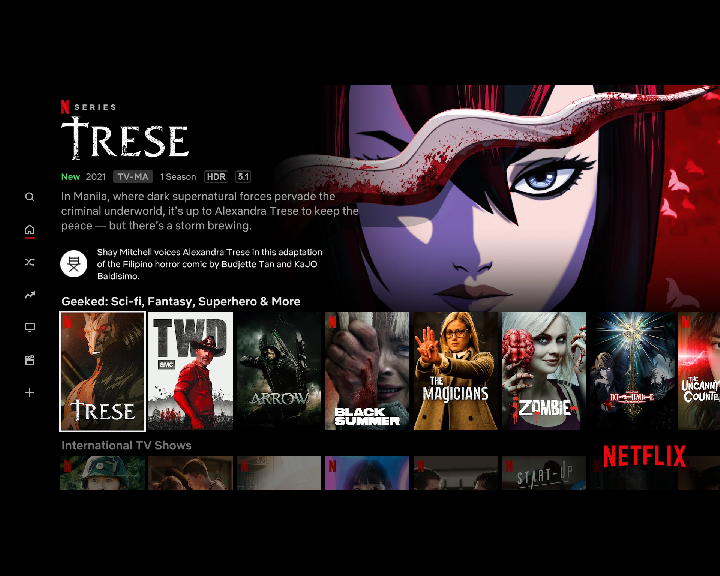 N SERIES
TRESE
New 2021 TV-MA 1 Season HDR 5.1
In Manila, where dark supernatural forces pervade the
criminal underworld, it's up to Alexandra Trese to keep the
peace — but there's a storm brewing.
Shay Mitchell voices Alexandra Trese in this adaptation
of the Filipino horror comic by Budjette Tan and KaJO
Baldisimo.
Geeked: Sci-fi, Fantasy, Superhero & More
TRESE
TWD
AMC
ARROW
BLACK
SUMMER
THE
MAGICIANS
iZOMBIE
DEATH NOTE
THE
UNCANNY
COUNTE
International TV Shows
START-UP
NETFLIX